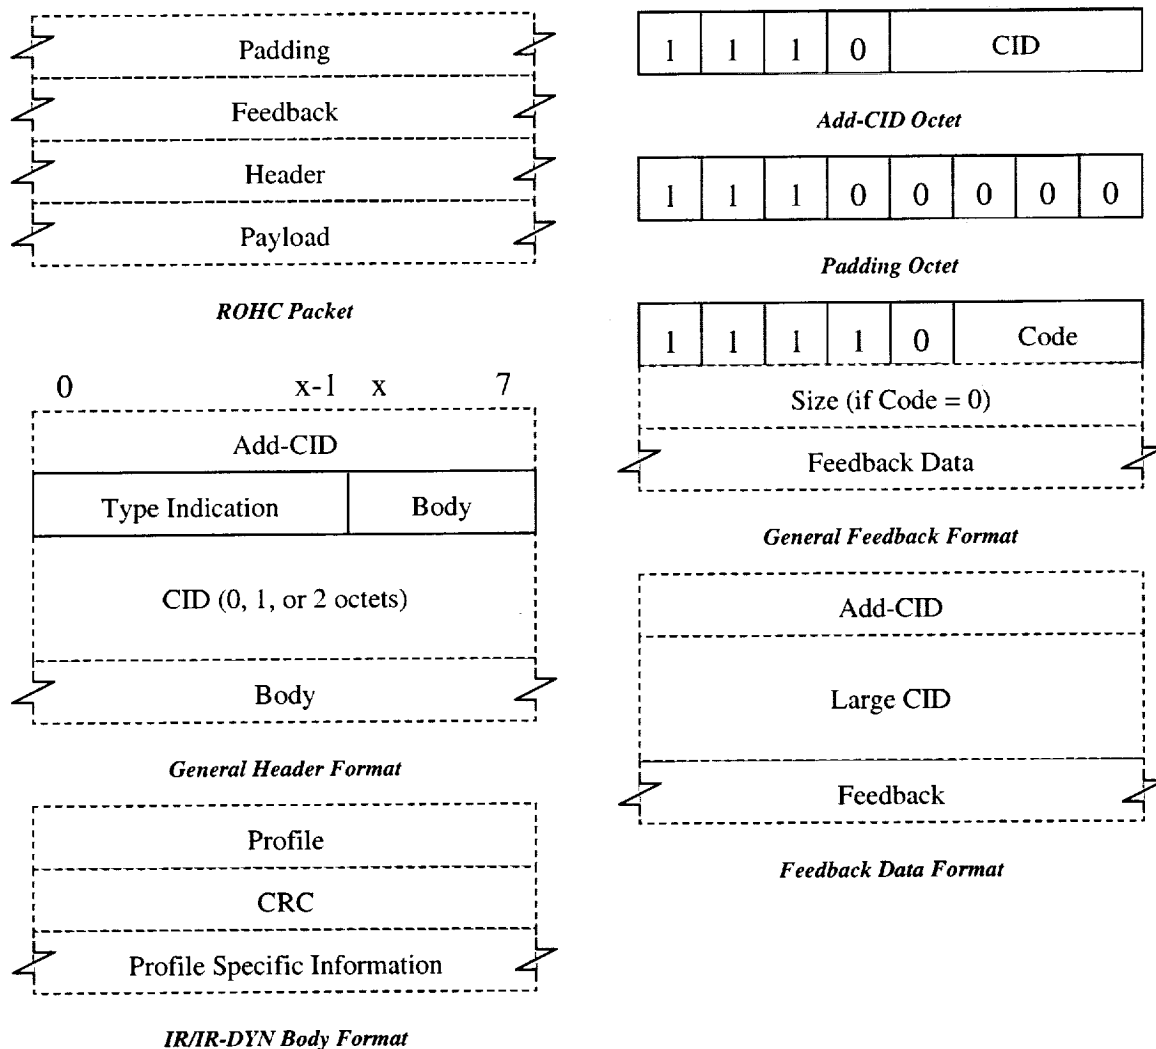 Padding
Feedback
Header
Payload
ROHC Packet
0 x-1 x 7
Add-CID
Type Indication Body
CID (0, 1, or 2 octets)
Body
General Header Format
Profile
CRC
Profile Specific Information
IR/IR-DYN Body Format
1 1 1 0 CID
Add-CID Octet
1 1 1 0 0 0 0 0
Padding Octet
1 1 1 1 0 Code
Size (if Code = 0)
Feedback Data
General Feedback Format
Add-CID
Large CID
Feedback
Feedback Data Format